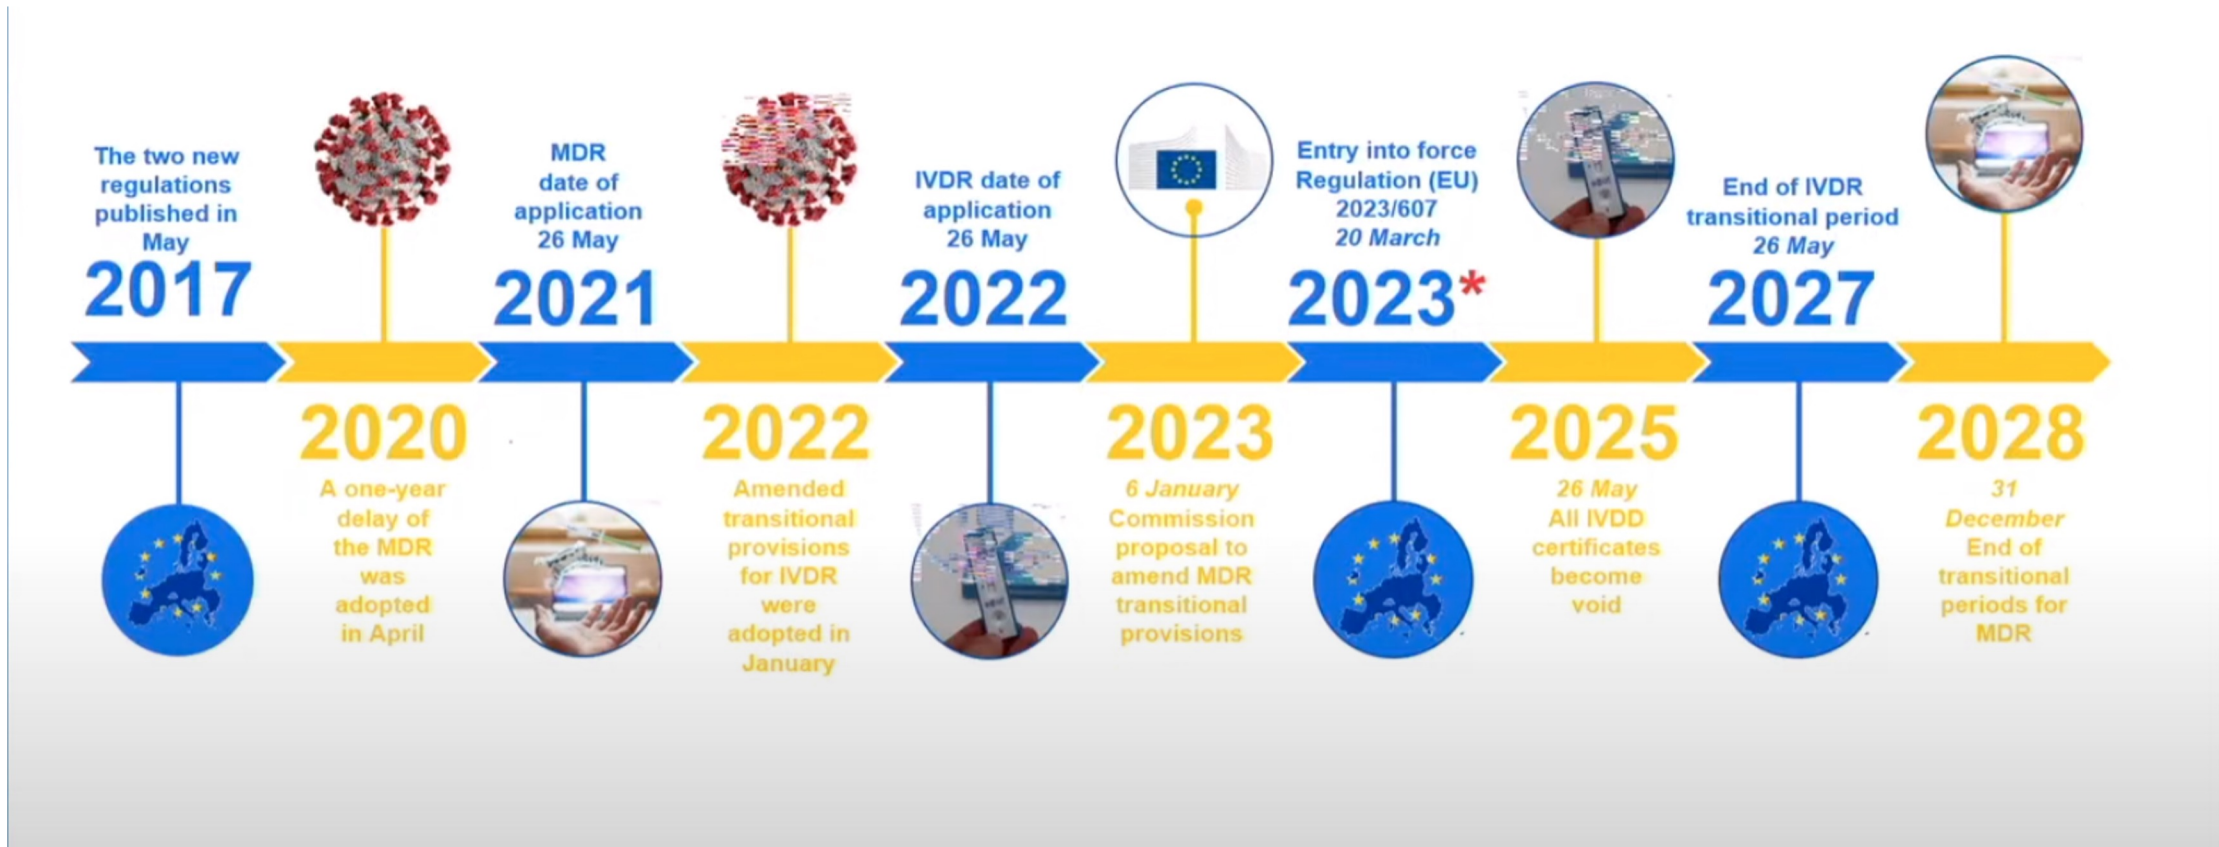 The two new
regulations
published in
May
2017
2020
A one-year
delay of
the MDR
was
adopted
in April
MDR
date of
application
26 May
2021
2022
Amended
transitional
provisions
for IVDR
were
adopted in
January
IVDR date of
application
26 May
2022
2023
6 January
Commission
proposal to
amend MDR
transitional
provisions
Entry into force
Regulation (EU)
2023/607
20 March
2023*
2025
26 May
All IVDD
certificates
become
void
End of IVDR
transitional period
26 May
2027
2028
31
December
End of
transitional
periods for
MDR